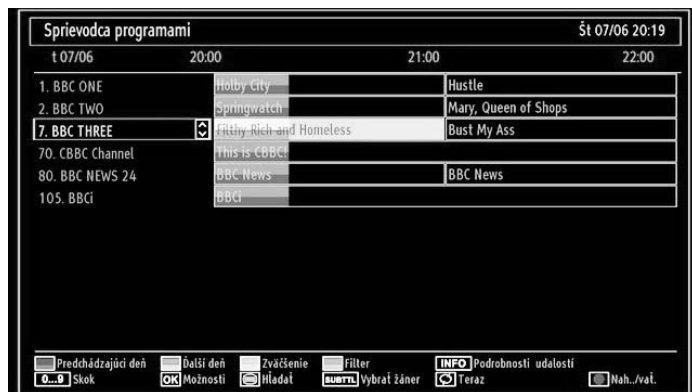 Sprievodca programami Št 07/06 20:19
t 07/06 20:00 21:00 22:00
1. BBC ONE Holby City Hustle
2. BBC TWO Springwatch Mary, Queen of Shops
7. BBC THREE Filthy Rich and Homeless Bust My Ass
70. CBBC Channel This is CBBC!
80. BBC NEWS 24 BBC News BBC News
105. BBCi BBCi
Predchádzajúci deň Ďalší deň Zväčšenie Filter INFO Podrobnosti udalostí
0...9 Skok OK Možnosti Hľadať SUBTTL Vybrať žáner Teraz Nah../vať.